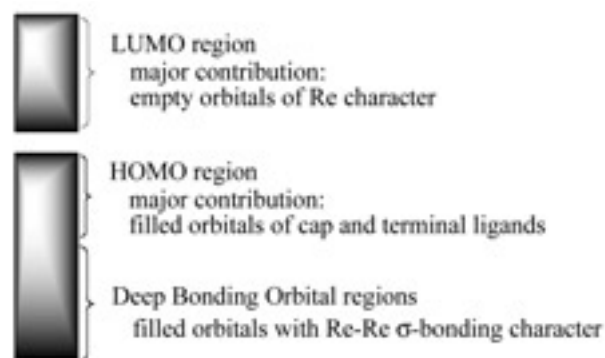 LUMO region
major contribution:
empty orbitals of Re character
HOMO region
major contribution:
filled orbitals of cap and terminal ligands
Deep Bonding Orbital regions
filled orbitals with Re-Re σ-bonding character